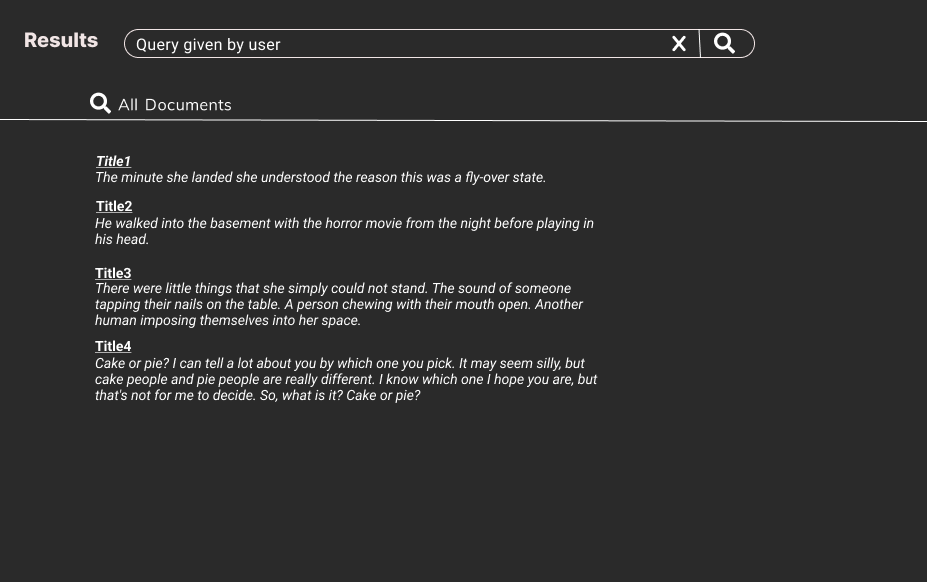 Results
Query given by user
All Documents
Title1
The minute she landed she understood the reason this was a fly-over state.
Title2
He walked into the basement with the horror movie from the night before playing in
his head.
Title3
There were little things that she simply could not stand. The sound of someone
tapping their nails on the table. A person chewing with their mouth open. Another
human imposing themselves into her space.
Title4
Cake or pie? I can tell a lot about you by which one you pick. It may seem silly, but
cake people and pie people are really different. I know which one I hope you are, but
that's not for me to decide. So, what is it? Cake or pie?